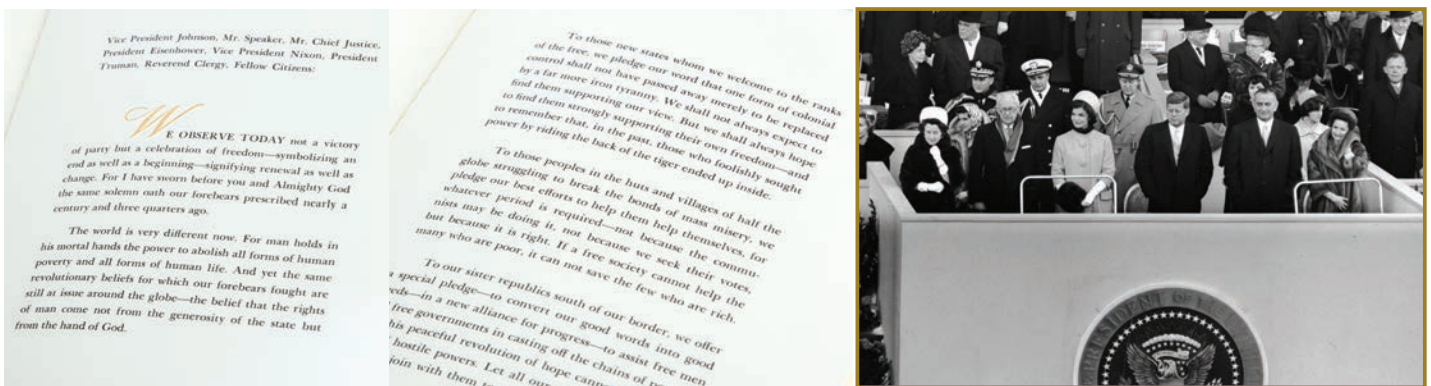 Vice President Johnson, Mr. Speaker, Mr. Chief Justice,
President Eisenhower, Vice President Nixon, President
Truman, Reverend Clergy, Fellow Citizens:
WE OBSERVE TODAY not a victory
of party but a celebration of freedom—symbolizing an
end as well as a beginning—signifying renewal as well as
change. For I have sworn before you and Almighty God
the same solemn oath our forebears prescribed nearly a
century and three quarters ago.
The world is very different now. For man holds in
his mortal hands the power to abolish all forms of human
poverty and all forms of human life. And yet the same
revolutionary beliefs for which our forebears fought are
still at issue around the globe—the belief that the rights
of man come not from the generosity of the state but
from the hand of God.
To those new states whom we welcome to the ranks
of the free, we pledge our word that one form of colonial
control shall not have passed away merely to be replaced
by a far more iron tyranny. We shall not always expect to
find them supporting our view. But we shall always hope
to find them strongly supporting their own freedom—and
to remember that, in the past, those who foolishly sought
power by riding the back of the tiger ended up inside.
To those peoples in the huts and villages of half the
globe struggling to break the bonds of mass misery, we
pledge our best efforts to help them help themselves, for
whatever period is required—not because the commu-
nists may be doing it, not because we seek their votes,
but because it is right. If a free society cannot help the
many who are poor, it can not save the few who are rich.
To our sister republics south of our border, we offer
a special pledge—to convert our good words into good
eds—in a new alliance for progress—to assist free men
free governments in casting off the chains of
his peaceful revolution of hope
hostile powers. Let all our
join with them
PRESIDENT OF